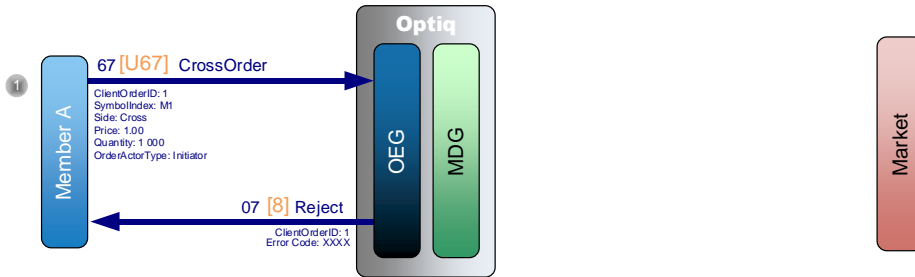 Optiq
67 [U67] CrossOrder
1
ClientOrderID: 1
SymbolIndex: M1
Side: Cross
Price: 1.00
Quantity: 1 000
OrderActorType: Initiator
Member A
OEG
MDG
Market
07 [8] Reject
ClientOrderID: 1
Error Code: XXXX